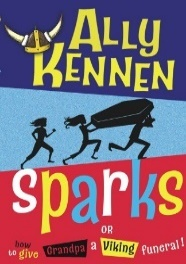 ALLY
KENNEN
sparks
OR
how to give Grandpa a Viking funeral!